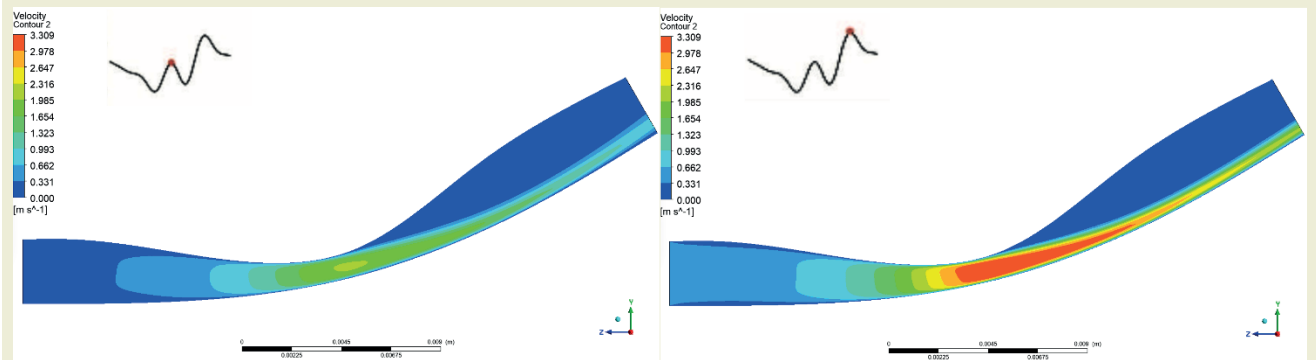 Velocity
Contour 2
3.309
2.978
2.647
2.316
1.985
1.654
1.323
0.993
0.662
0.331
0.000
[m s^-1]
Y
Z
0 0.0045 0.009 (m)
0.00225 0.00675
Velocity
Contour 2
3.309
2.978
2.647
2.316
1.985
1.654
1.323
0.993
0.662
0.331
0.000
[m s^-1]
Y
Z
0 0.0045 0.009 (m)
0.00225 0.00675